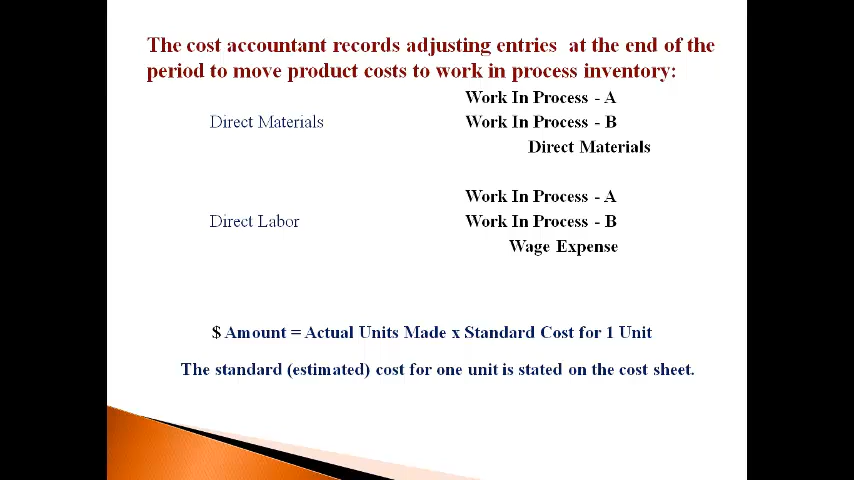 The cost accountant records adjusting entries at the end of the
period to move product costs to work in process inventory:
Work In Process - A
Direct Materials Work In Process - B
Direct Materials
Work In Process - A
Direct Labor Work In Process - B
Wage Expense
$ Amount = Actual Units Made x Standard Cost for 1 Unit
The standard (estimated) cost for one unit is stated on the cost sheet.